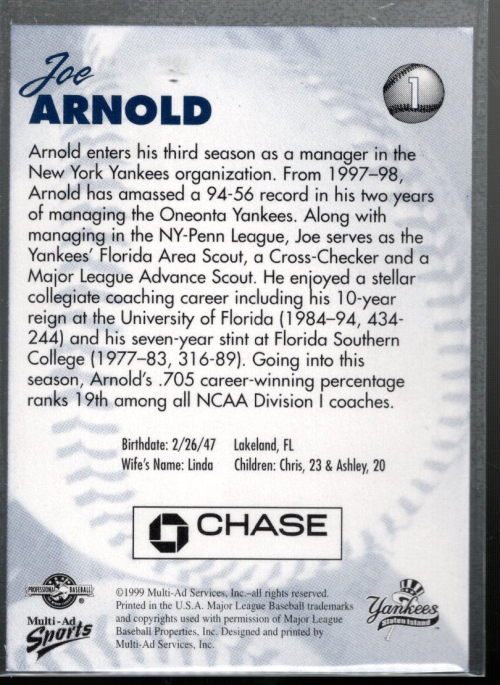 Joe
ARNOLD
1
Arnold enters his third season as a manager in the
New York Yankees organization. From 1997–98,
Arnold has amassed a 94-56 record in his two years
of managing the Oneonta Yankees. Along with
managing in the NY-Penn League, Joe serves as the
Yankees' Florida Area Scout, a Cross-Checker and a
Major League Advance Scout. He enjoyed a stellar
collegiate coaching career including his 10-year
reign at the University of Florida (1984–94, 434-
244) and his seven-year stint at Florida Southern
College (1977–83, 316-89). Going into this
season, Arnold's .705 career-winning percentage
ranks 19th among all NCAA Division I coaches.
Birthdate: 2/26/47 Lakeland, FL
Wife's Name: Linda Children: Chris, 23 & Ashley, 20
CHASE
PROFESSIONAL BASEBALL
Multi-Ad
Sports
©1999 Multi-Ad Services, Inc.–all rights reserved.
Printed in the U.S.A. Major League Baseball trademarks
and copyrights used with permission of Major League
Baseball Properties, Inc. Designed and printed by
Multi-Ad Services, Inc.
Yankees
Staten Island